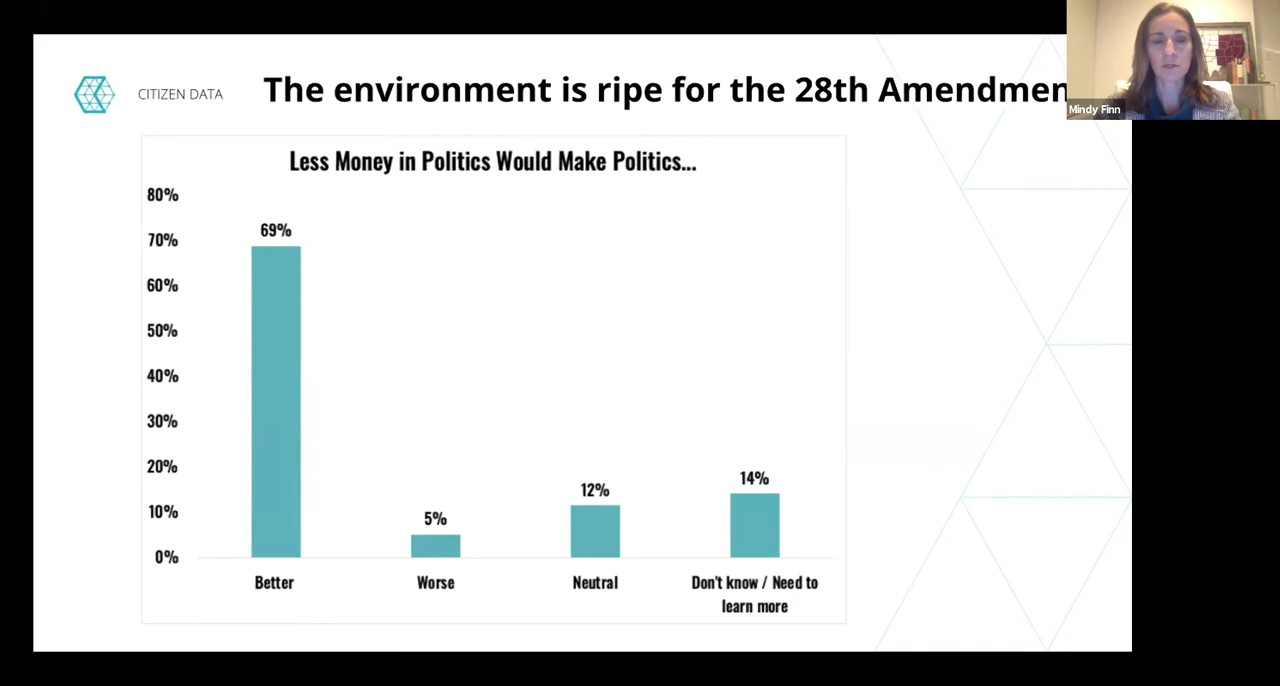 CITIZEN DATA
The environment is ripe for the 28th Amendmen
Mindy Finn
Less Money in Politics Would Make Politics...
80%
70%
60%
50%
40%
30%
20%
10%
0%
69%
5%
12%
14%
Better
Worse
Neutral
Don't know / Need to
learn more